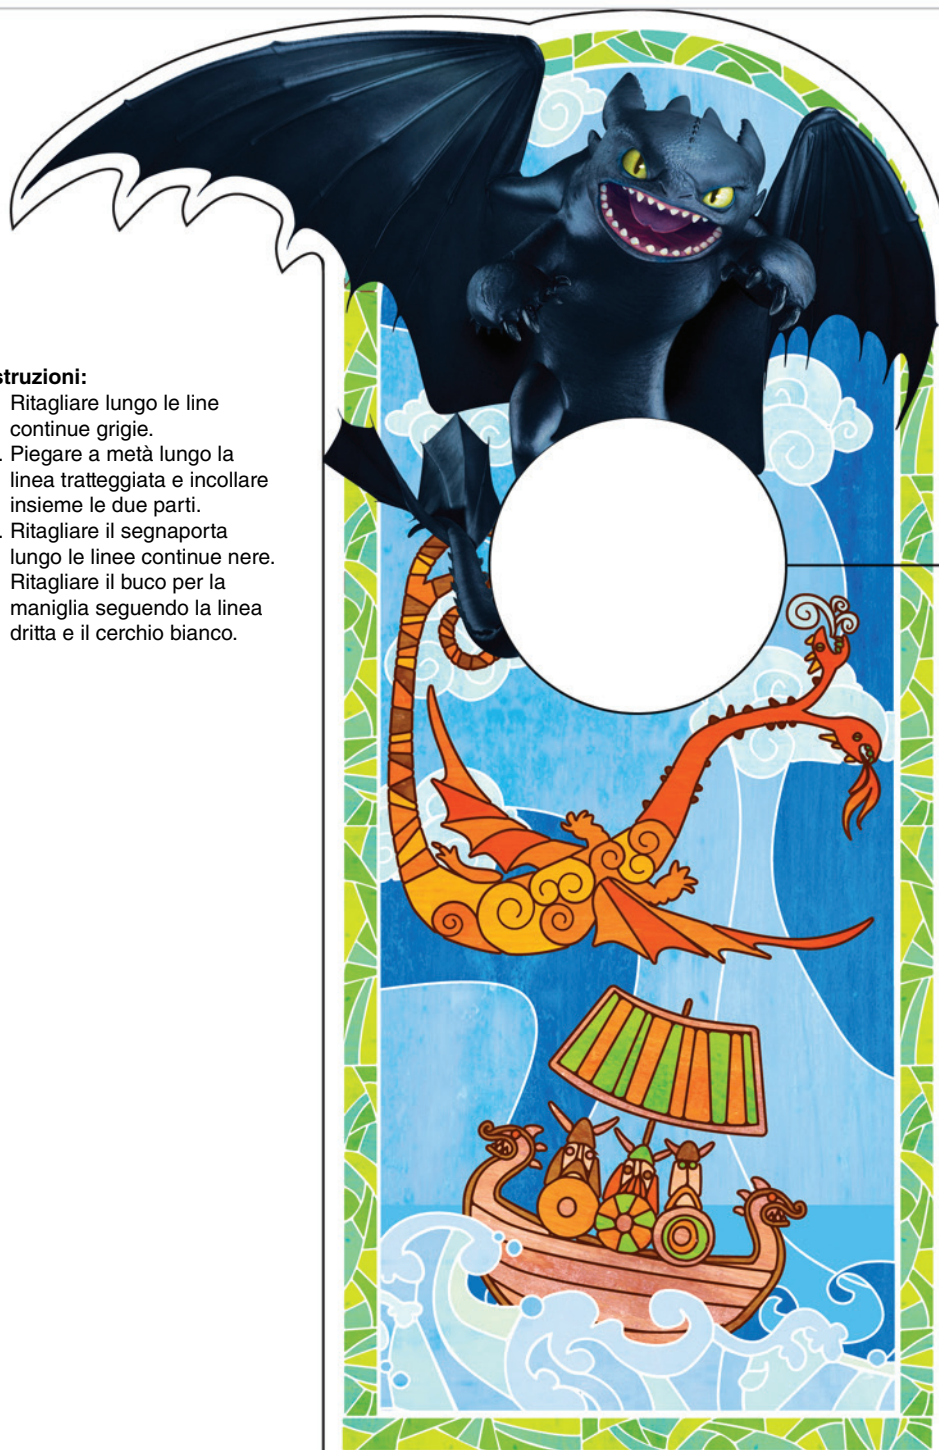 struzioni:
Ritagliare lungo le line
continue grigie.
. Piegare a metà lungo la
linea tratteggiata e incollare
insieme le due parti.
. Ritagliare il segnaporta
lungo le linee continue nere.
Ritagliare il buco per la
maniglia seguendo la linea
dritta e il cerchio bianco.